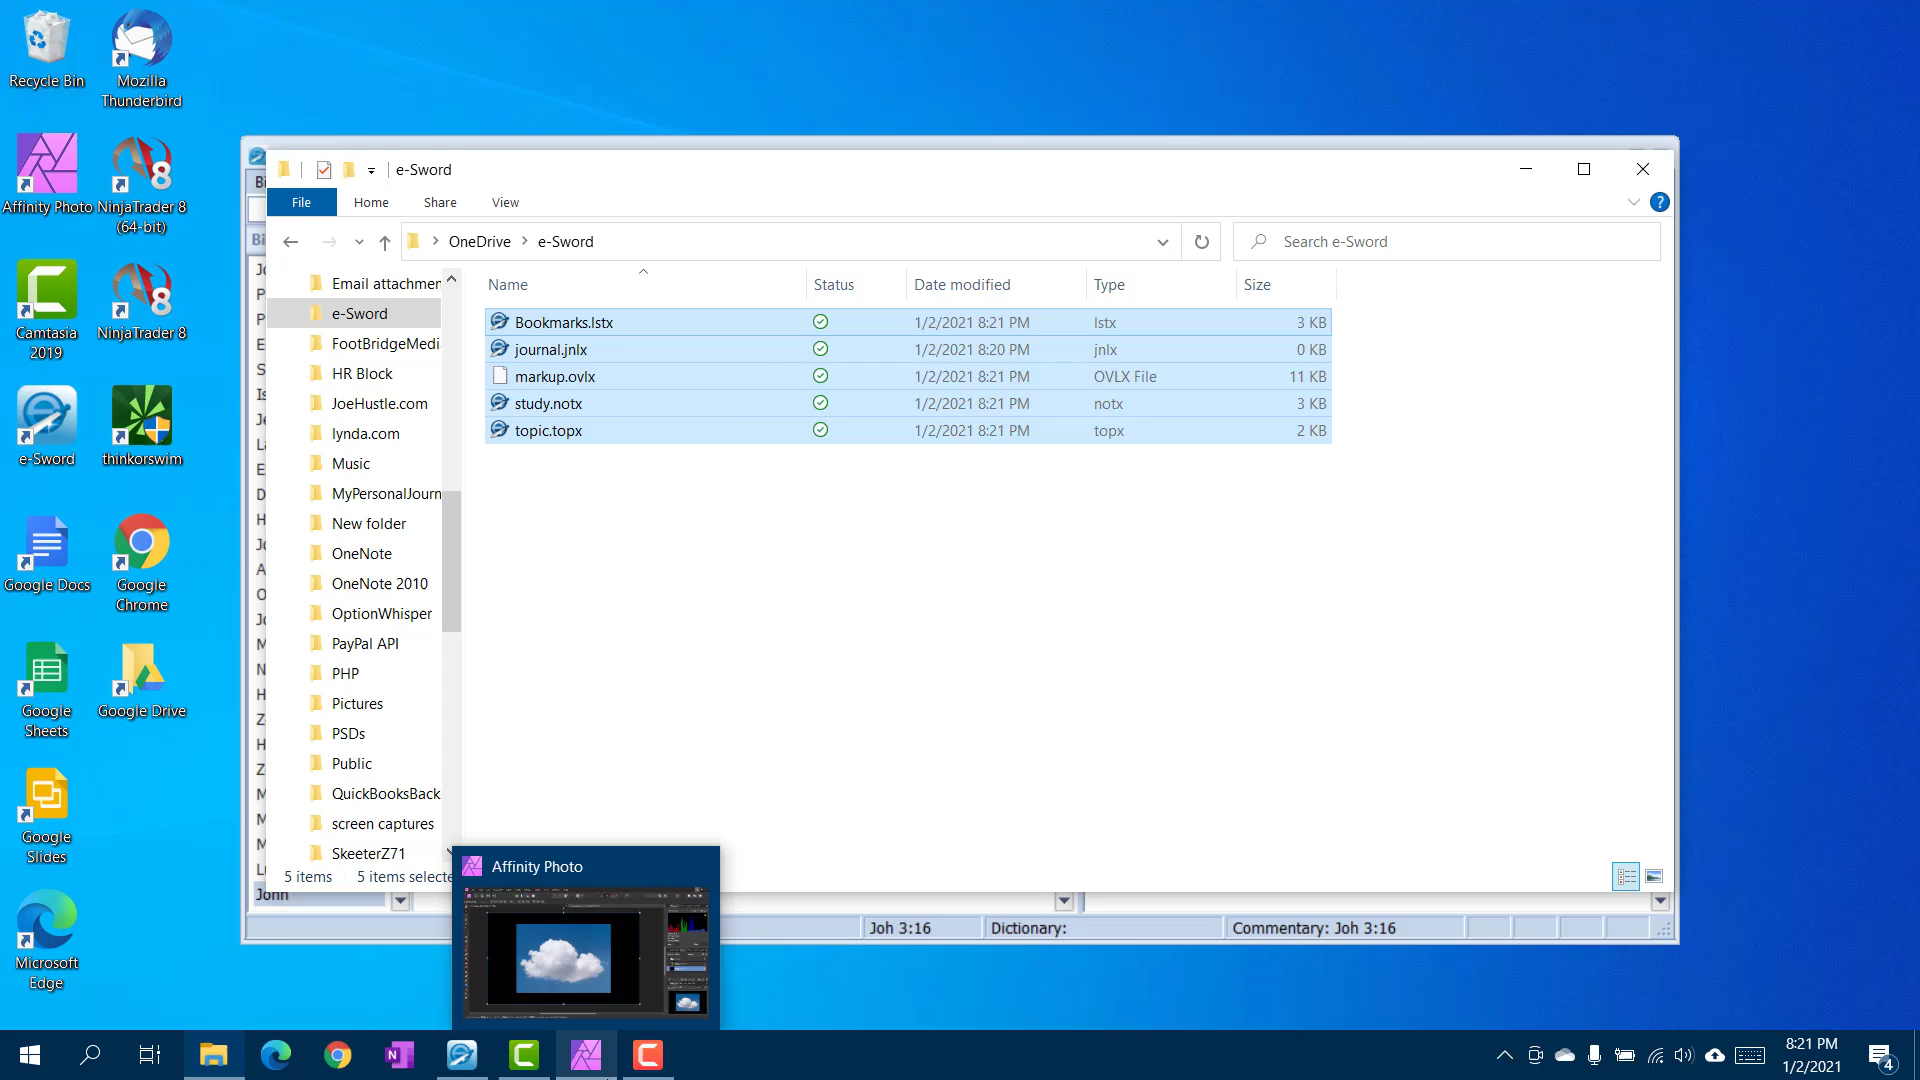 Recycle Bin
Mozilla
Thunderbird
Affinity Photo
NinjaTrader 8
(64-bit)
Camtasia
2019
NinjaTrader 8
e-Sword
thinkorswim
Google Docs
Google
Chrome
Google
Sheets
Google Drive
Google
Slides
Microsoft
Edge
e-Sword
File
Home
Share
View
OneDrive
e-Sword
Search e-Sword
Email attachmen
e-Sword
FootBridgeMedi
HR Block
JoeHustle.com
lynda.com
Music
MyPersonalJourn
New folder
OneNote
OneNote 2010
OptionWhisper
PayPal API
PHP
Pictures
PSDs
Public
QuickBooksBack
screen captures
SkeeterZ71
Name
Status
Date modified
Type
Size
Bookmarks.lstx 1/2/2021 8:21 PM lstx 3 KB
journal.jnlx 1/2/2021 8:20 PM jnlx 0 KB
markup.ovlx 1/2/2021 8:21 PM OVLX File 11 KB
study.notx 1/2/2021 8:21 PM notx 3 KB
topic.topx 1/2/2021 8:21 PM topx 2 KB
5 items
5 items selecte
John
Affinity Photo
Joh 3:16
Dictionary:
Commentary: Joh 3:16
8:21 PM
1/2/2021
4